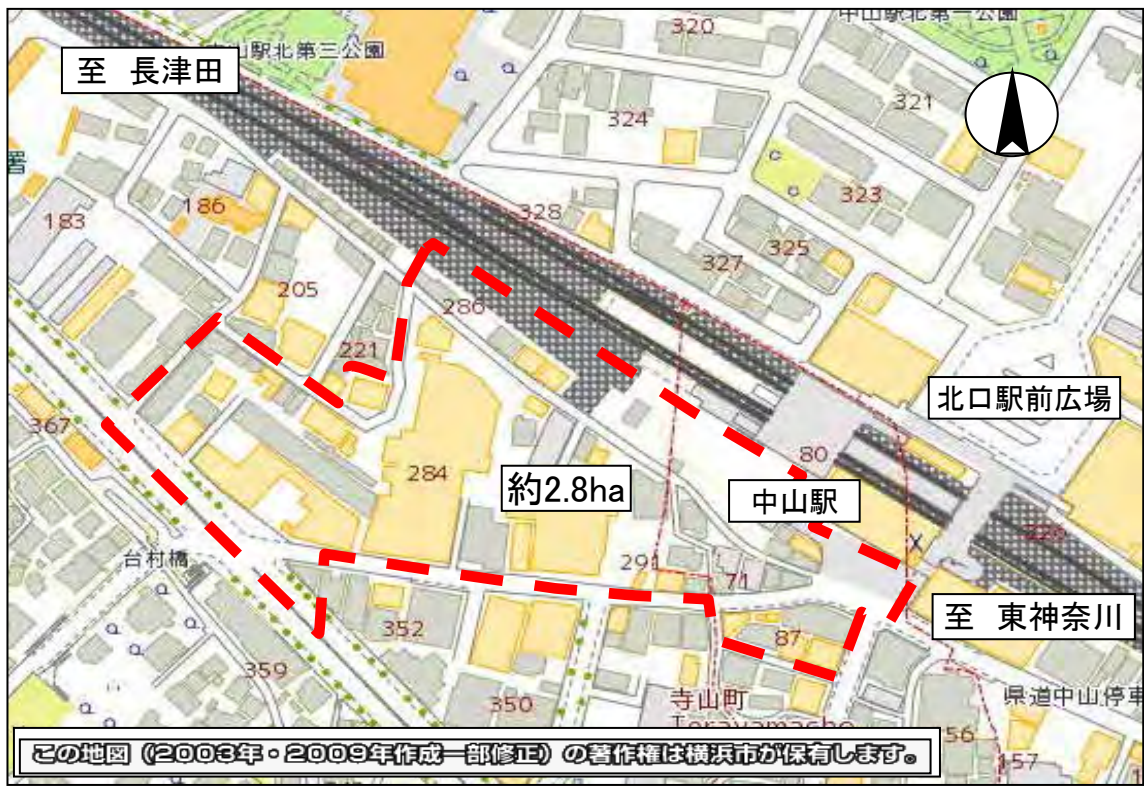 320
中山駅北第一公園
中山駅北第三公園
至 長津田
321
324
323
186
183
328
325
327
205
286
221
北口駅前広場
367
284
80
約2.8ha
中山駅
台村橋
291
71
至 東神奈川
352
87
359
350
寺山町
Terayamacho
県道中山停車
56
157
この地図（2003年・2009年作成一部修正）の著作権は横浜市が保有します。